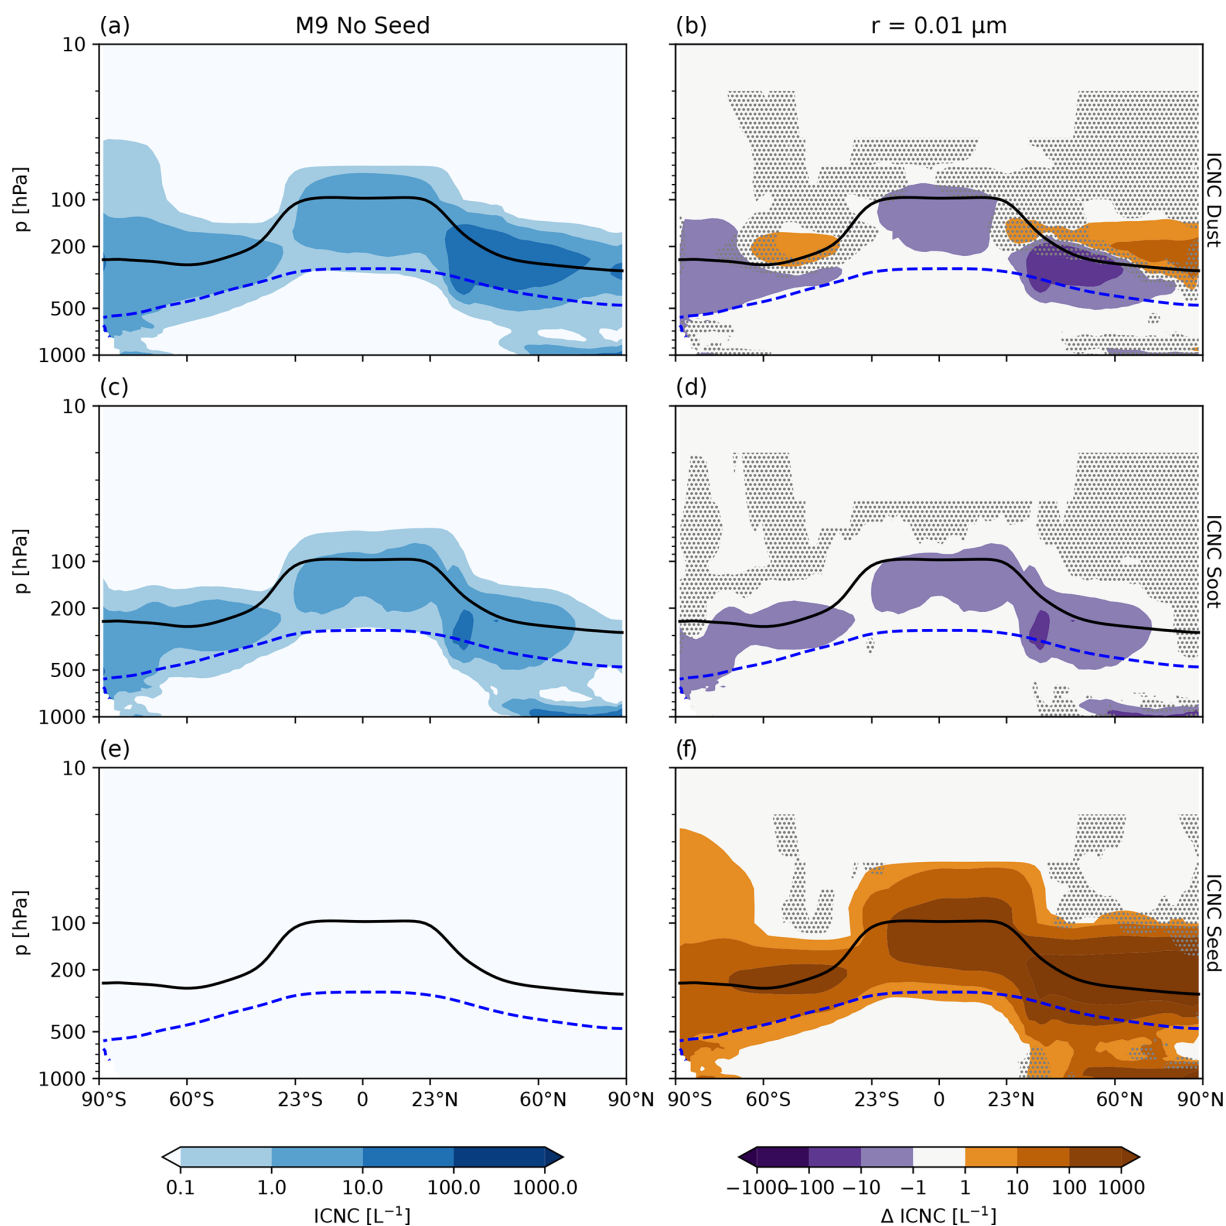 (a) M9 No Seed
(b) r = 0.01 μm
10
100
200
500
1000
p [hPa]
ICNC Dust
(c)
(d)
10
100
200
500
1000
p [hPa]
ICNC Soot
(e)
(f)
10
100
200
500
1000
p [hPa]
ICNC Seed
90°S 60°S 23°S 0 23°N 60°N 90°N
90°S 60°S 23°S 0 23°N 60°N 90°N
0.1 1.0 10.0 100.0 1000.0
ICNC [L⁻¹]
−1000 −100 −10 −1 1 10 100 1000
Δ ICNC [L⁻¹]